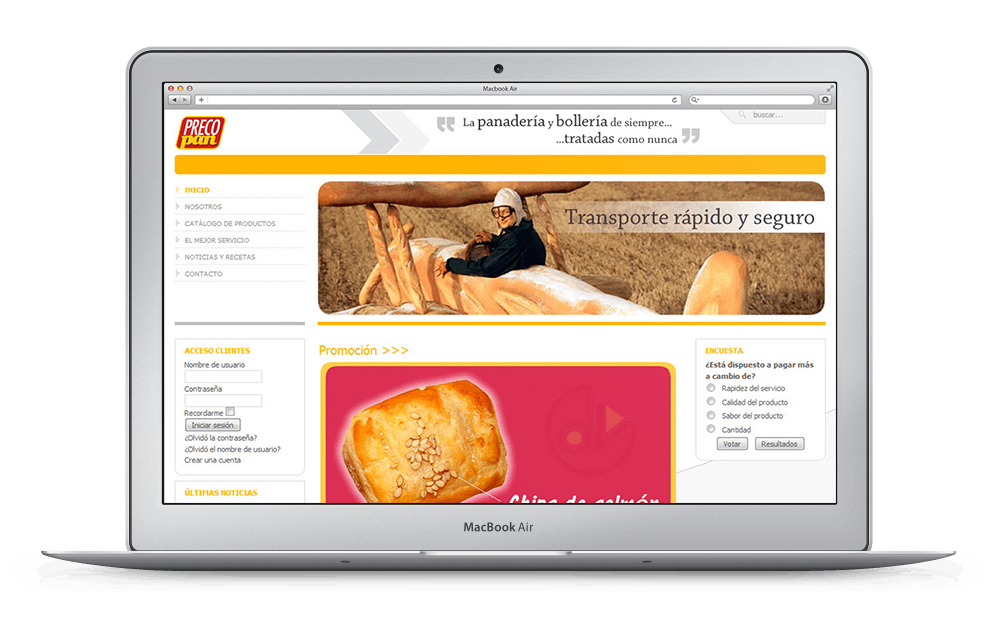 Macbook Air
PRECO
pan
La panadería y bollería de siempre...
...tratadas como nunca
buscar...
INICIO
NOSOTROS
CATÁLOGO DE PRODUCTOS
EL MEJOR SERVICIO
NOTICIAS Y RECETAS
CONTACTO
Transporte rápido y seguro
ACCESO CLIENTES
Nombre de usuario
Contraseña
Recordarme
Iniciar sesión
¿Olvidó la contraseña?
¿Olvidó el nombre de usuario?
Crear una cuenta
ÚLTIMAS NOTICIAS
Promoción >>>
ENCUESTA
¿Está dispuesto a pagar más
a cambio de?
Rapidez del servicio
Calidad del producto
Sabor del producto
Cantidad
Votar Resultados
de salmón
MacBook Air